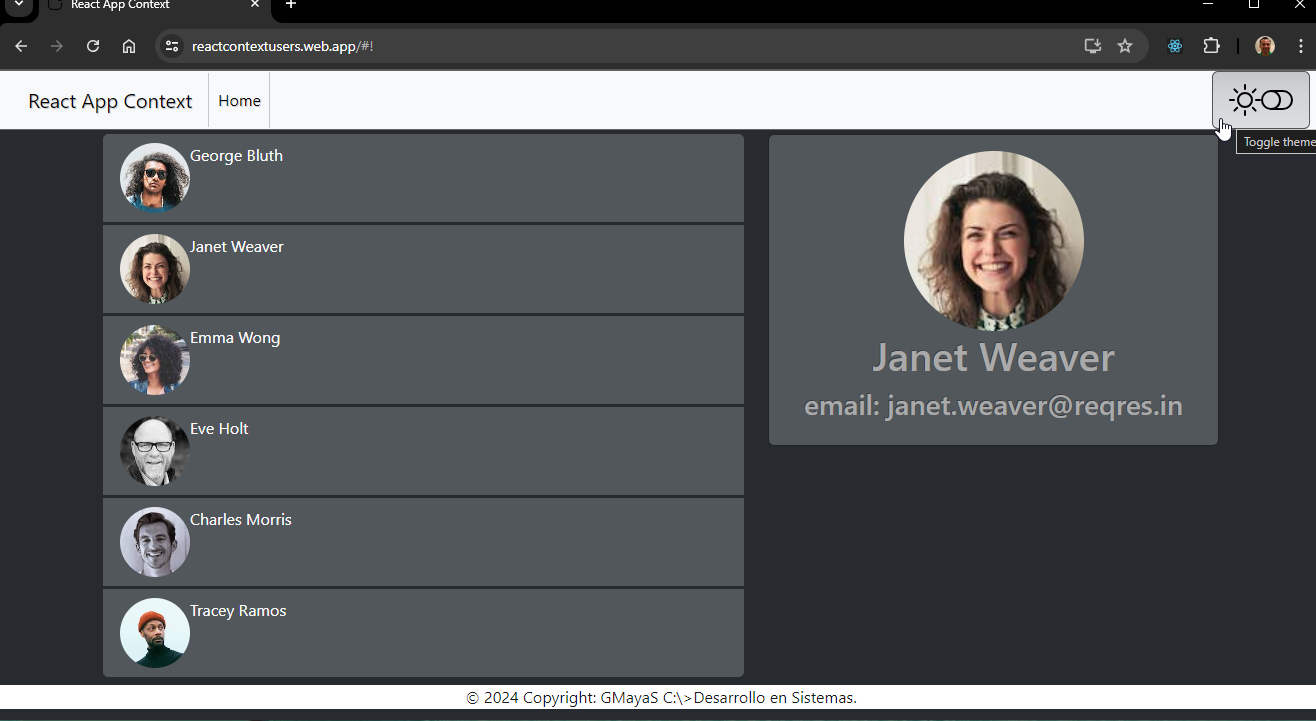 React App Context
reactcontextusers.web.app/#!
React App Context
Home
Toggle theme
George Bluth
Janet Weaver
Emma Wong
Eve Holt
Charles Morris
Tracey Ramos
Janet Weaver
email: janet.weaver@reqres.in
© 2024 Copyright: GMayaS C:\>Desarrollo en Sistemas.